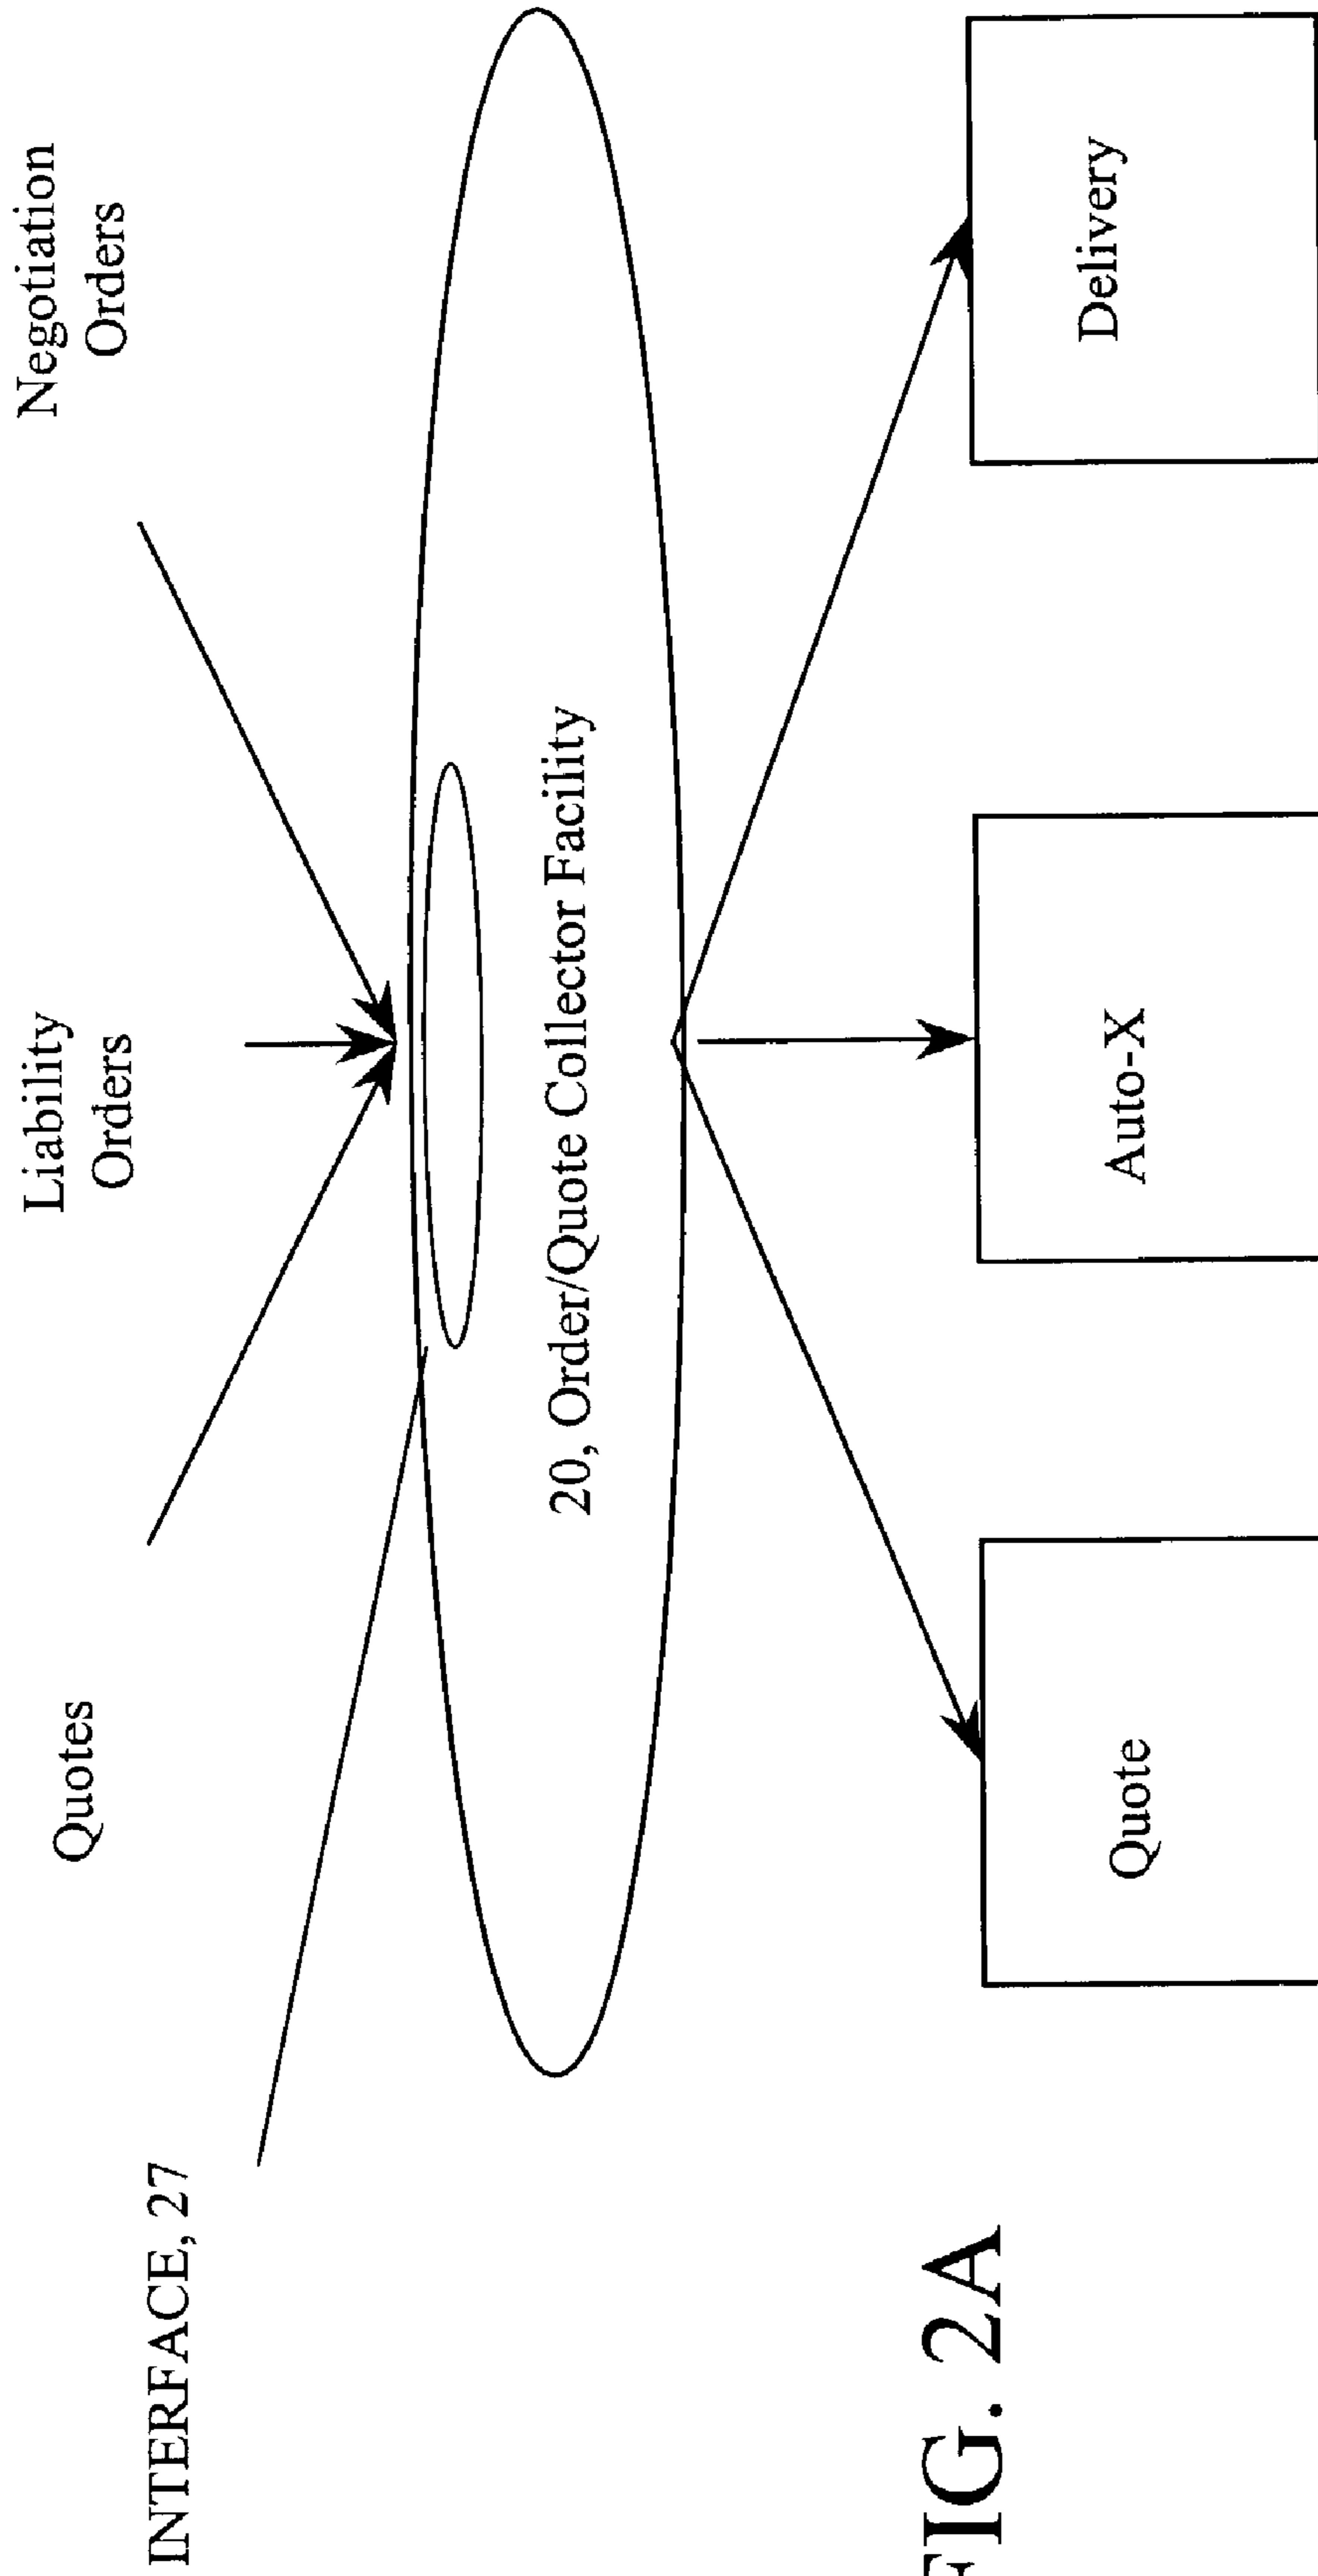 Quotes
Liability
Orders
Negotiation
Orders
INTERFACE, 27
20, Order/Quote Collector Facility
Quote
Auto-X
Delivery
FIG. 2A